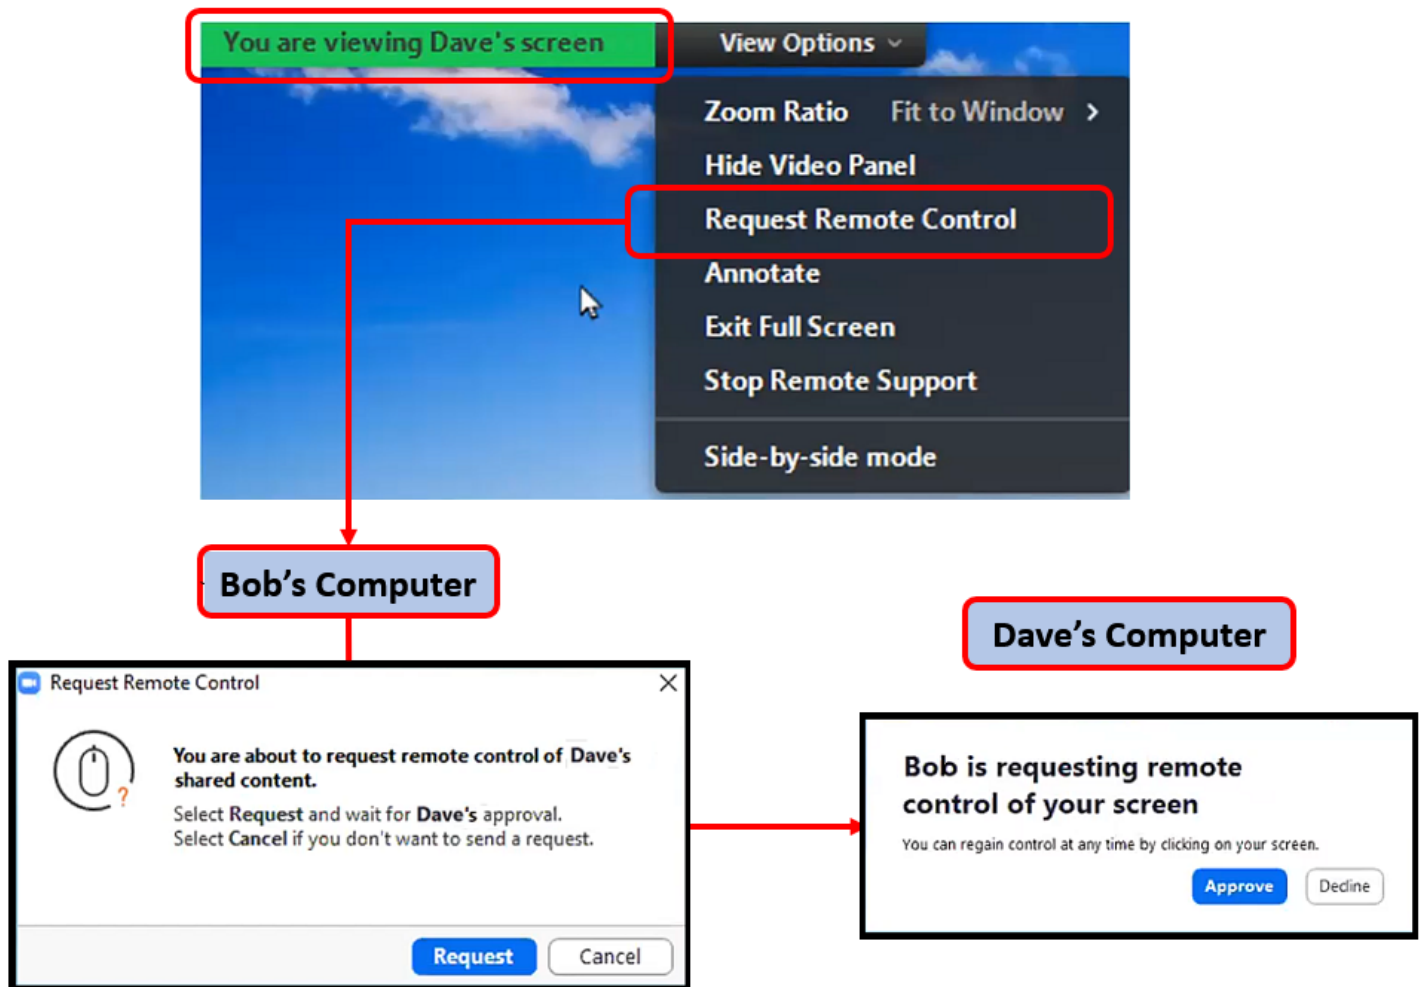 You are viewing Dave's screen
View Options
Zoom Ratio Fit to Window >
Hide Video Panel
Request Remote Control
Annotate
Exit Full Screen
Stop Remote Support
Side-by-side mode
Bob's Computer
Request Remote Control
You are about to request remote control of Dave's
shared content.
Select Request and wait for Dave's approval.
Select Cancel if you don't want to send a request.
Request Cancel
Dave's Computer
Bob is requesting remote
control of your screen
You can regain control at any time by clicking on your screen.
Approve Decline